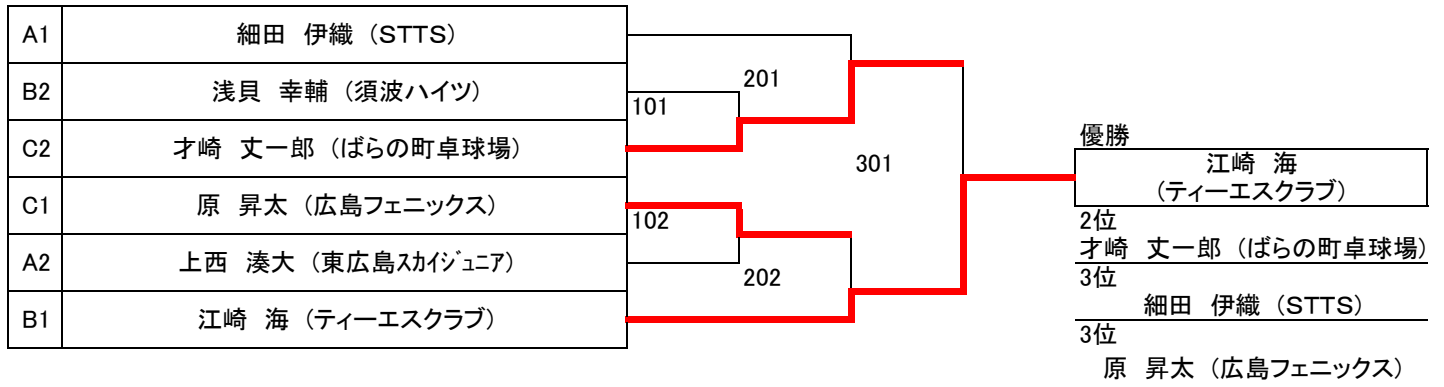 A1 細田 伊織 (STTS)
B2 浅貝 幸輔 (須波ハイツ)
C2 才崎 丈一郎 (ばらの町卓球場)
C1 原 昇太 (広島フェニックス)
A2 上西 湊大 (東広島ｽｶｲｼﾞｭﾆｱ)
B1 江崎 海 (ティーエスクラブ)
101
102
201
202
301
優勝
江崎 海
(ティーエスクラブ)
2位
才崎 丈一郎 (ばらの町卓球場)
3位
細田 伊織 (STTS)
3位
原 昇太 (広島フェニックス)